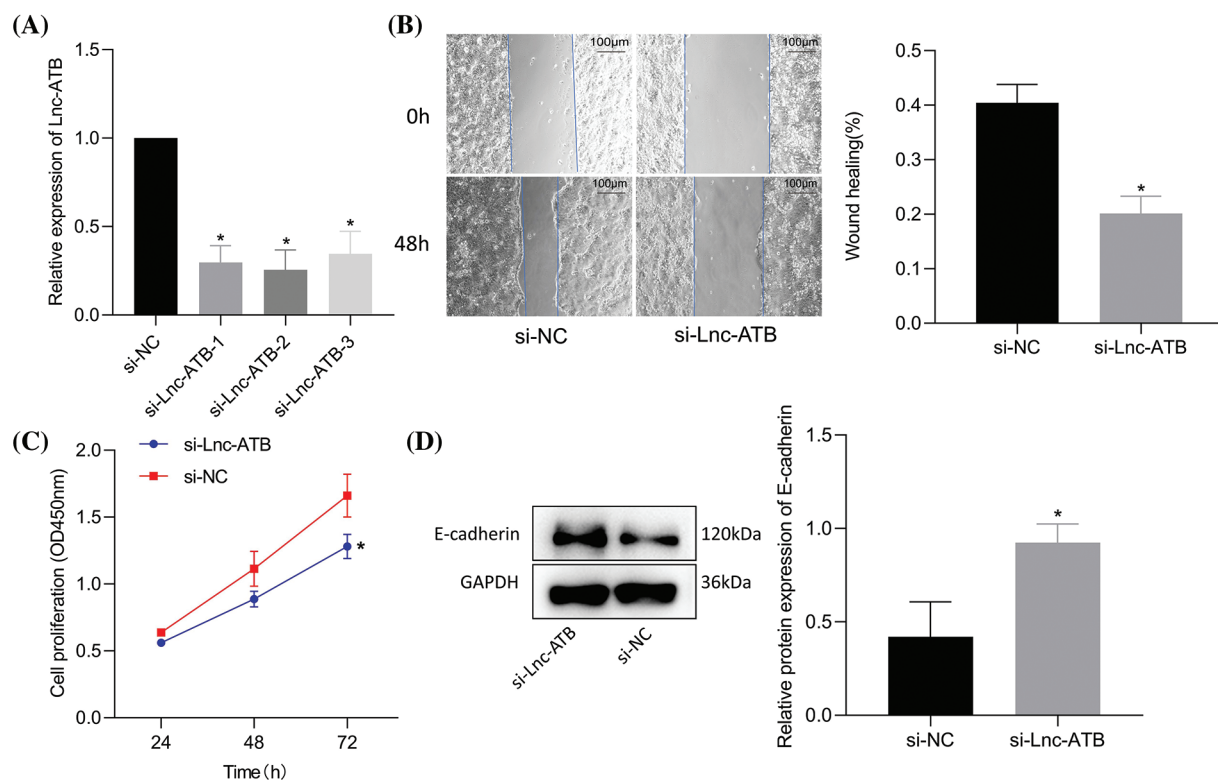 (A)
Relative expression of Lnc-ATB
1.5
1.0
0.5
0.0
*
*
*
si-NC
si-Lnc-ATB-1
si-Lnc-ATB-2
si-Lnc-ATB-3
(B)
0h
100μm
100μm
48h
100μm
100μm
si-NC
si-Lnc-ATB
Wound healing(%)
0.5
0.4
0.4
0.2
0.1
0.0
*
si-NC
si-Lnc-ATB
(C)
si-Lnc-ATB
si-NC
Cell proliferation (OD450nm)
2.0
1.5
1.0
0.5
0.0
*
24
48
72
Time(h)
(D)
E-cadherin
120kDa
GAPDH
36kDa
si-Lnc-ATB
si-NC
Relative protein expression of E-cadherin
1.5
1.0
0.5
0.0
*
si-NC
si-Lnc-ATB